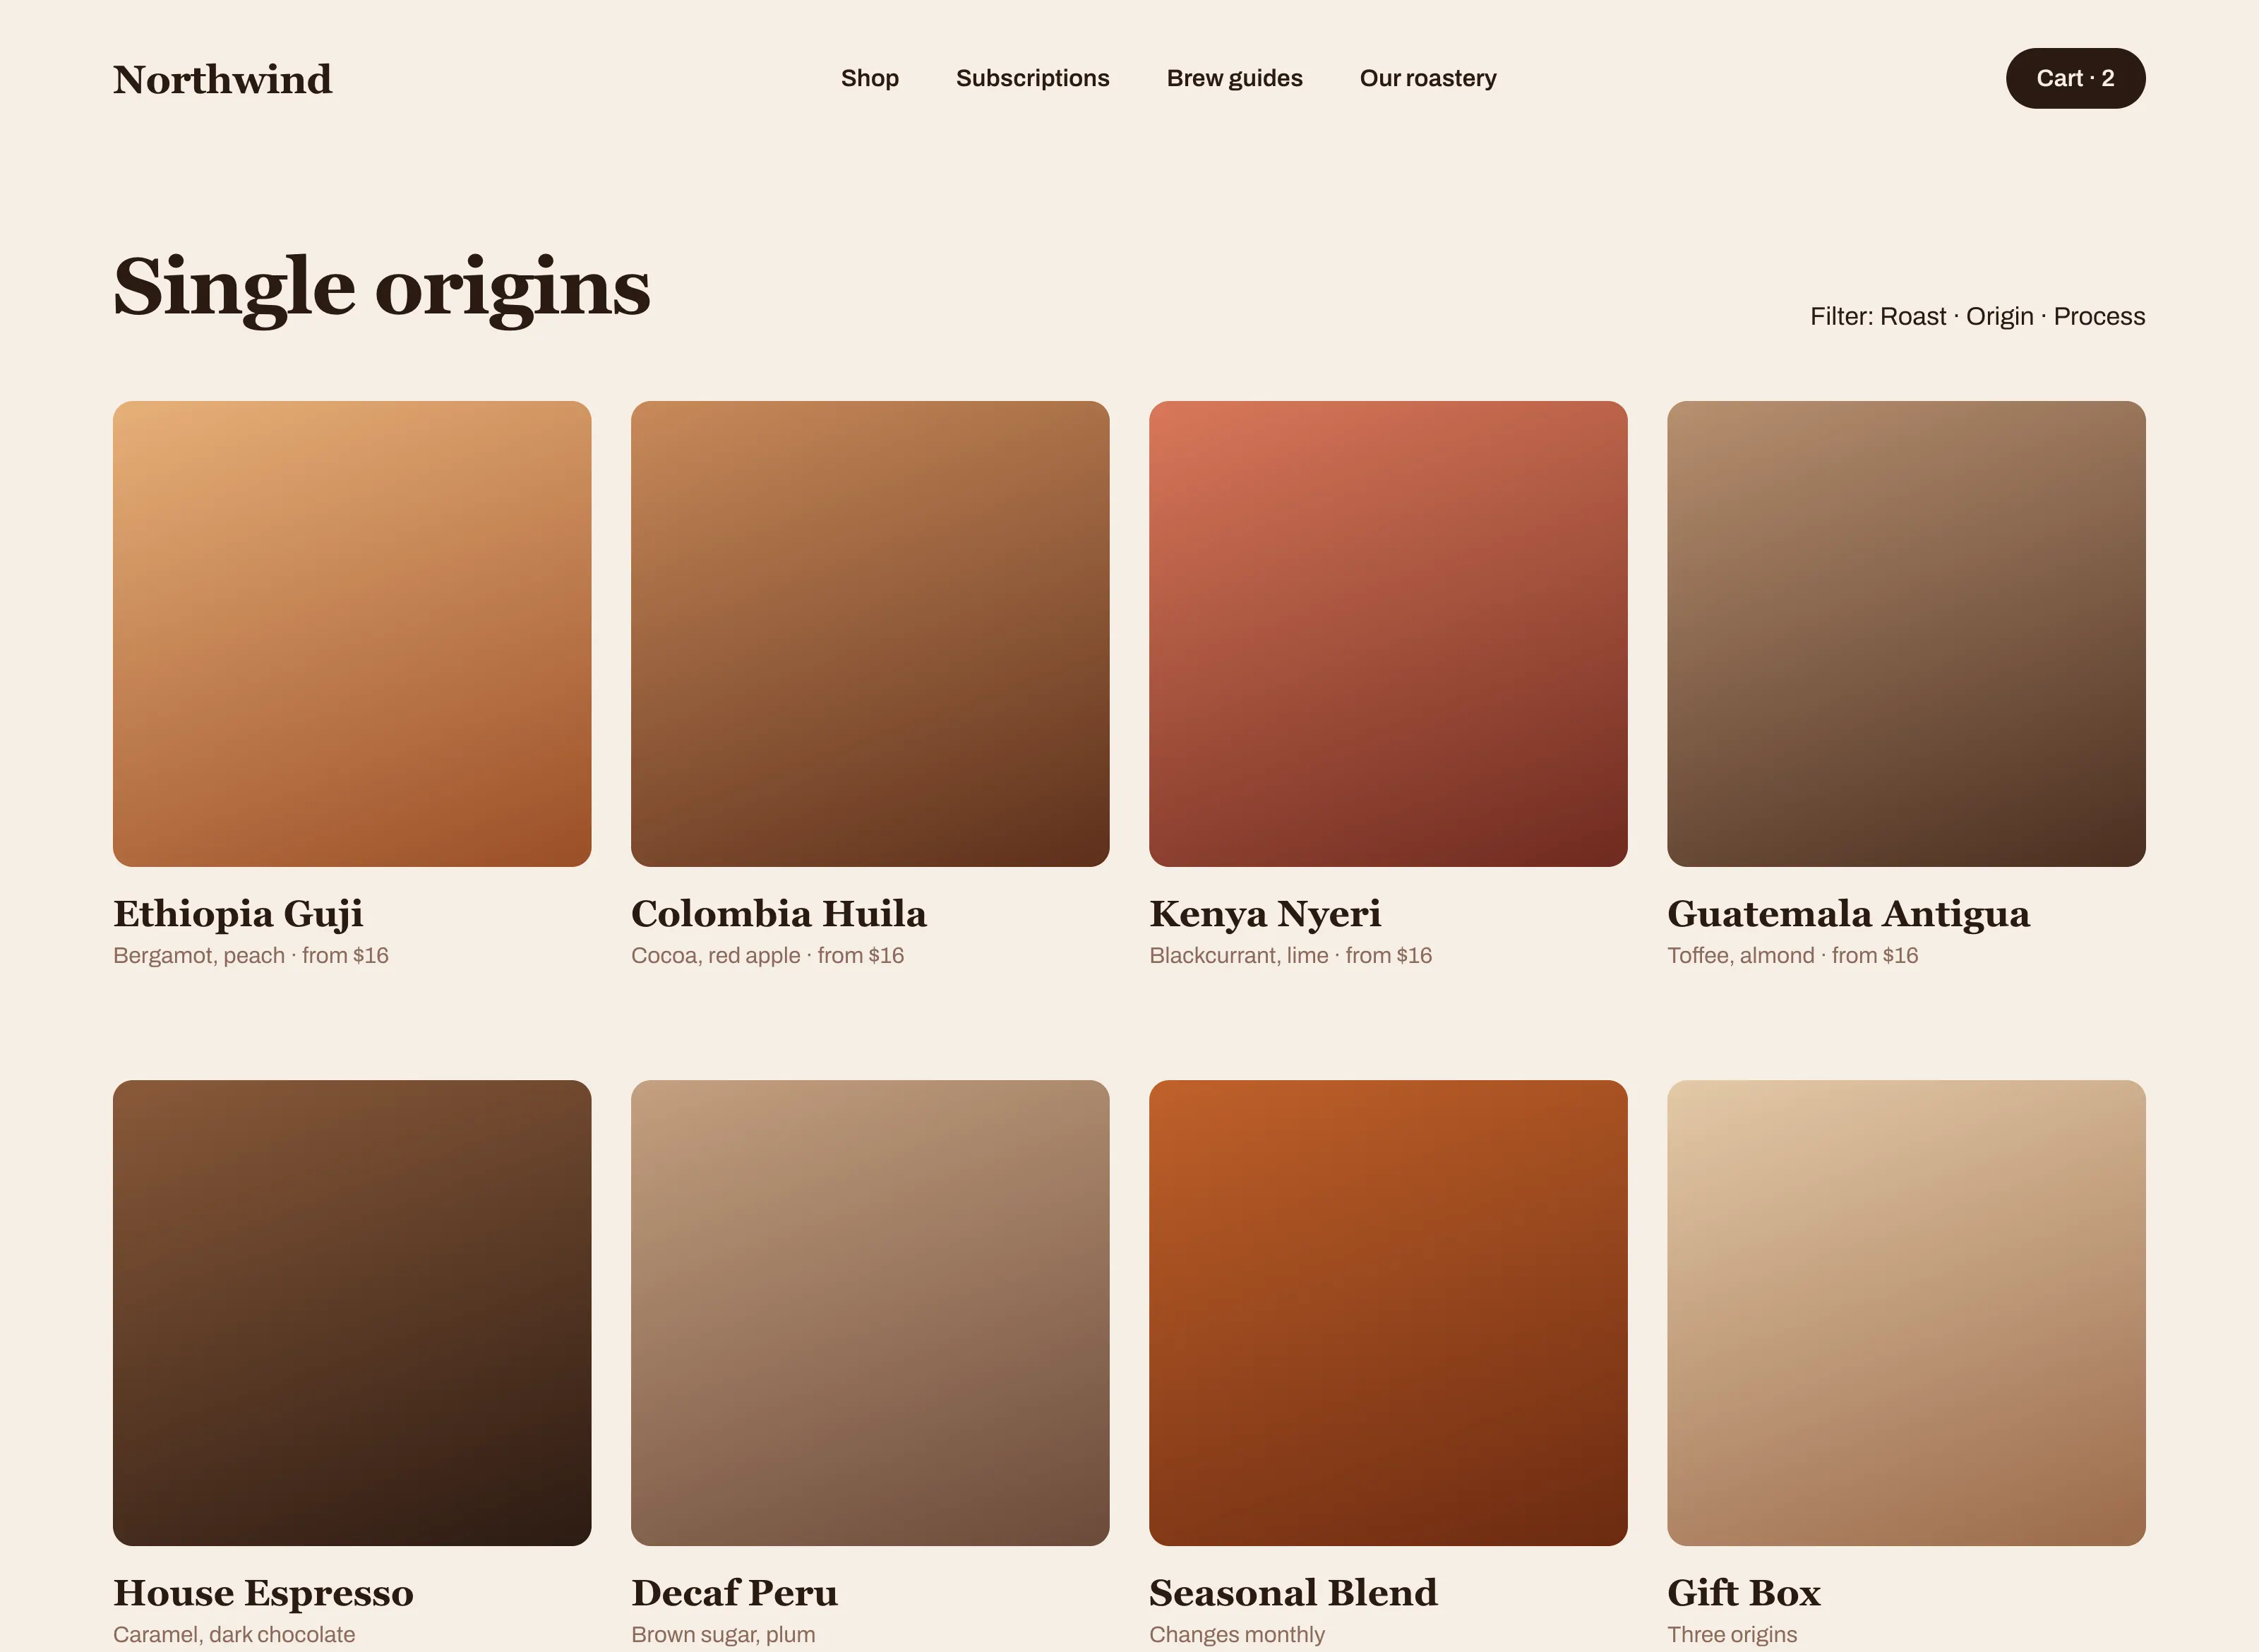 Northwind
Shop
Subscriptions
Brew guides
Our roastery
Cart · 2
Single origins
Filter: Roast · Origin · Process
Ethiopia Guji
Bergamot, peach · from $16
Colombia Huila
Cocoa, red apple · from $16
Kenya Nyeri
Blackcurrant, lime · from $16
Guatemala Antigua
Toffee, almond · from $16
House Espresso
Caramel, dark chocolate
Decaf Peru
Brown sugar, plum
Seasonal Blend
Changes monthly
Gift Box
Three origins